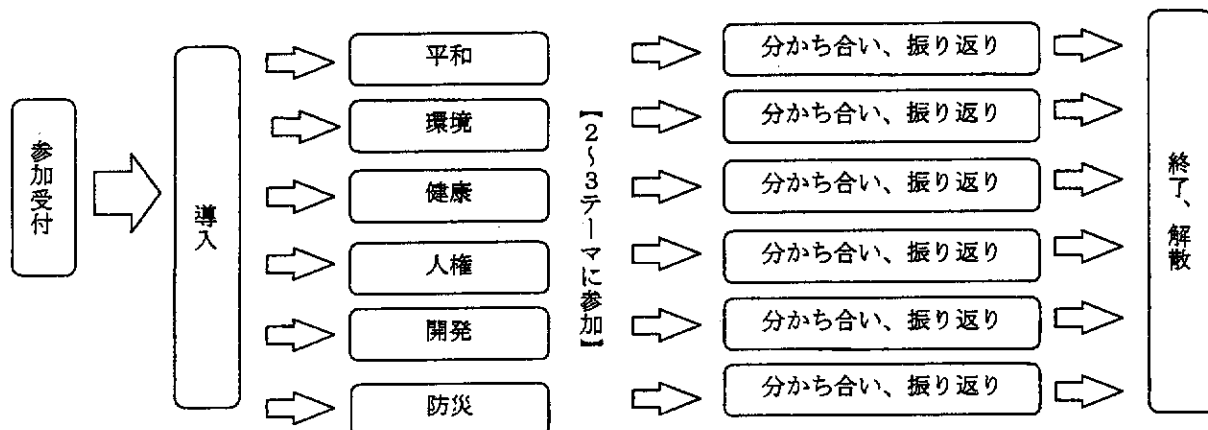 参加受付
導入
平和
環境
健康
人権
開発
防災
【2〜3テーマに参加】
分かち合い、振り返り
分かち合い、振り返り
分かち合い、振り返り
分かち合い、振り返り
分かち合い、振り返り
分かち合い、振り返り
終了、解散